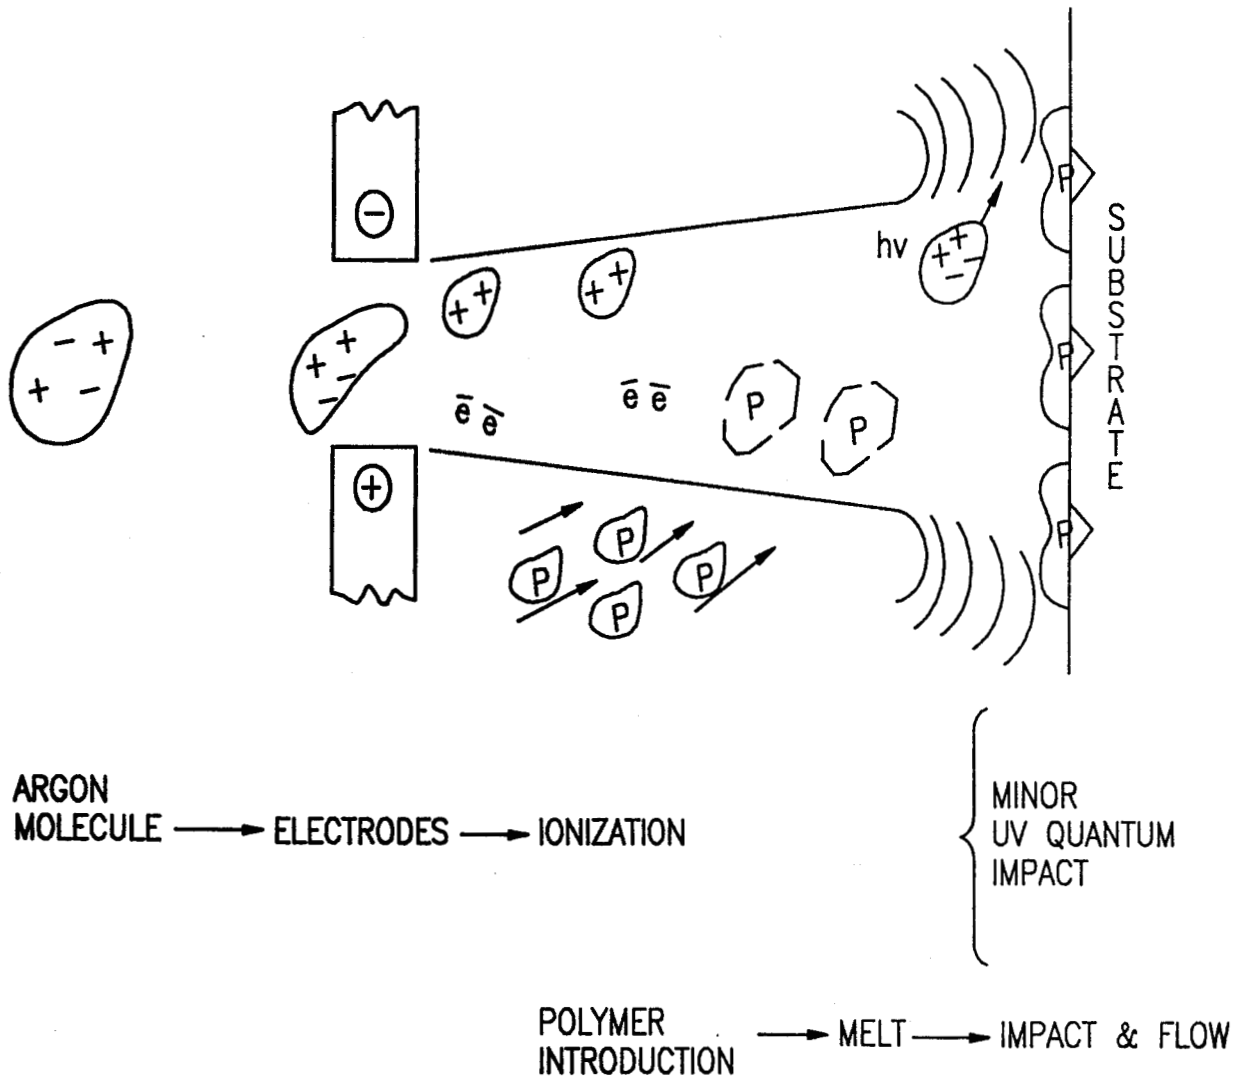 −
− +
+ −
+ +
−
−
+ +
+ +
hv
+ +
+ −
−
e̅ e̅
e̅ e̅
P
P
+
P
P
P
P
P
P
P
SUBSTRATE
ARGON
MOLECULE → ELECTRODES → IONIZATION
MINOR
UV QUANTUM
IMPACT
POLYMER
INTRODUCTION → MELT → IMPACT & FLOW